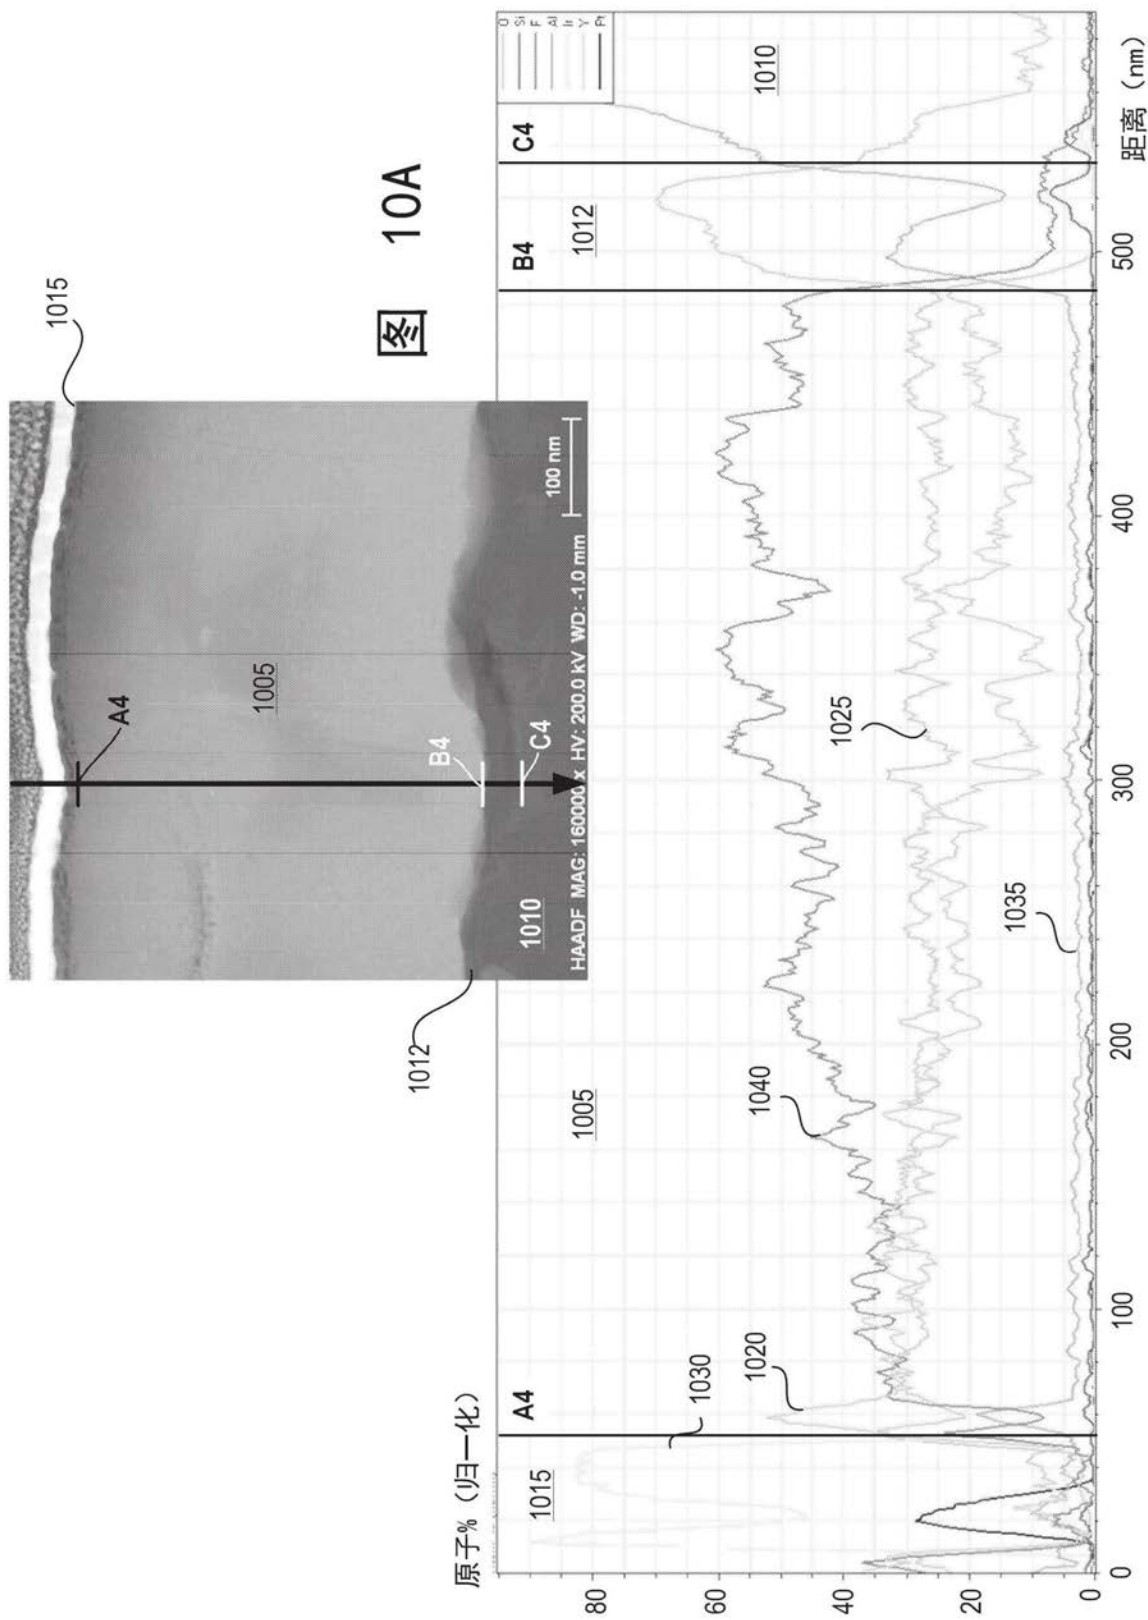 图 10A
1015
A4
1005
B4
C4
1010
100 nm
HAADF MAG: 160000 x HV: 200.0 kV WD: -1.0 mm
1012
原子% (归一化)
A4
B4
C4
1015
1005
1012
1010
O
Si
F
Al
Ir
Y
Pt
1030
1020
1040
1025
1035
80
60
40
20
0
0
100
200
300
400
500
距离 (nm)